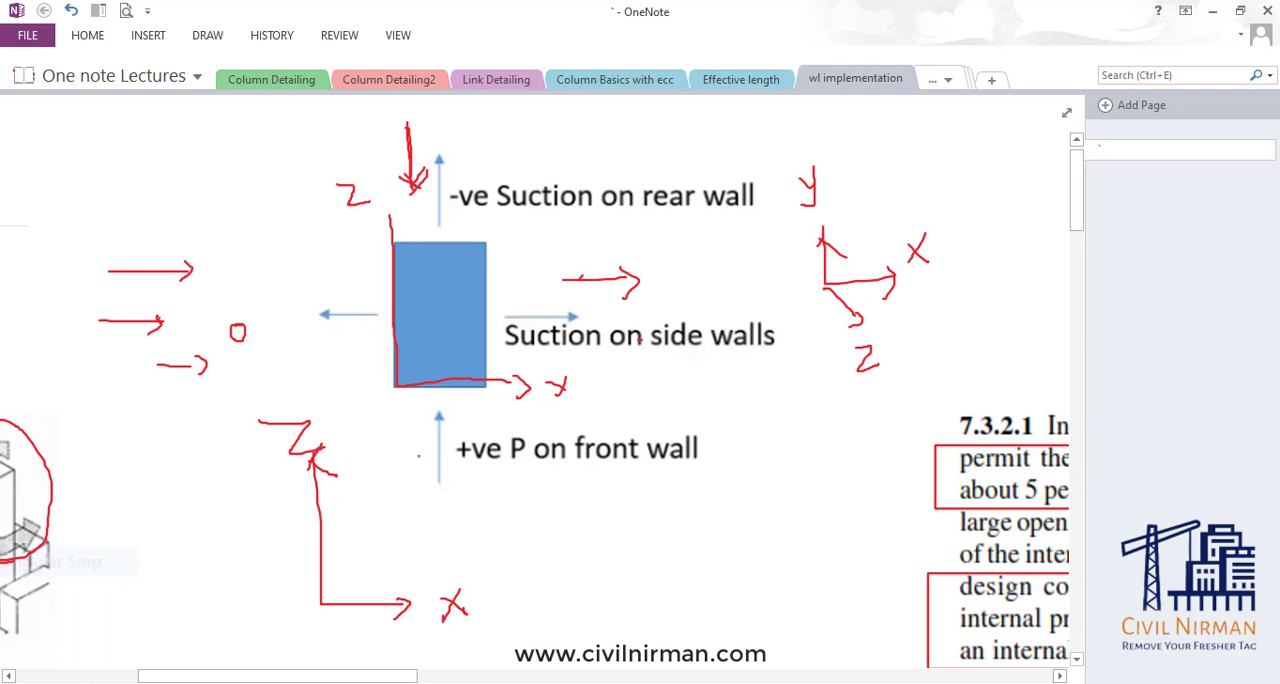 ` - OneNote
?
FILE HOME INSERT DRAW HISTORY REVIEW VIEW
One note Lectures
Column Detailing Column Detailing2 Link Detailing Column Basics with ecc Effective length wl implementation ... +
Search (Ctrl+E)
Add Page
`
z
-ve Suction on rear wall
y
x
0
Suction on side walls
z
x
z
+ve P on front wall
x
7.3.2.1 In
permit the
about 5 pe
large open
of the inter
design co
internal pr
an interna
CIVIL NIRMAN
REMOVE YOUR FRESHER TAC
www.civilnirman.com